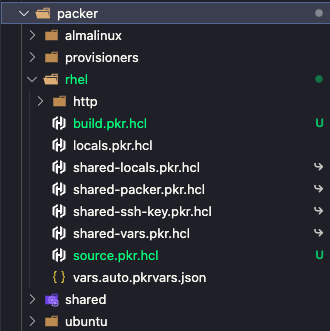 packer
almalinux
provisioners
rhel
http
build.pkr.hcl U
locals.pkr.hcl
shared-locals.pkr.hcl
shared-packer.pkr.hcl
shared-ssh-key.pkr.hcl
shared-vars.pkr.hcl
source.pkr.hcl U
{ } vars.auto.pkrvars.json
shared
ubuntu